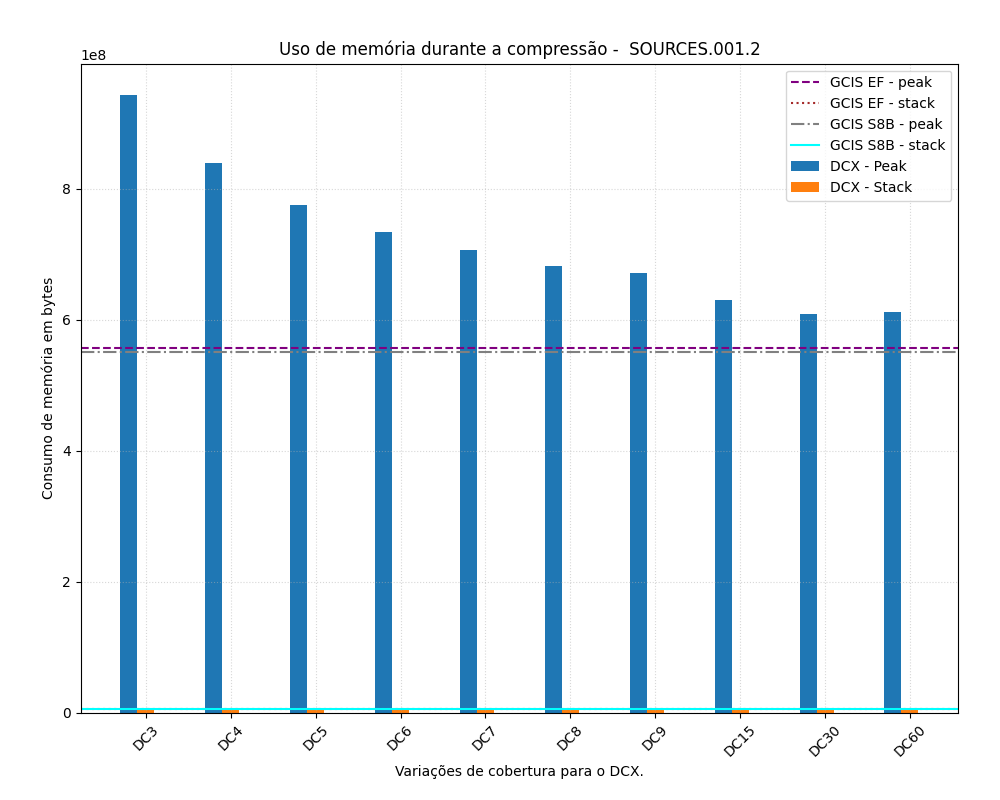 Uso de memória durante a compressão -  SOURCES.001.2
1e8
GCIS EF - peak
GCIS EF - stack
GCIS S8B - peak
GCIS S8B - stack
DCX - Peak
DCX - Stack
8
6
4
2
0
Consumo de memória em bytes
DC3
DC4
DC5
DC6
DC7
DC8
DC9
DC15
DC30
DC60
Variações de cobertura para o DCX.